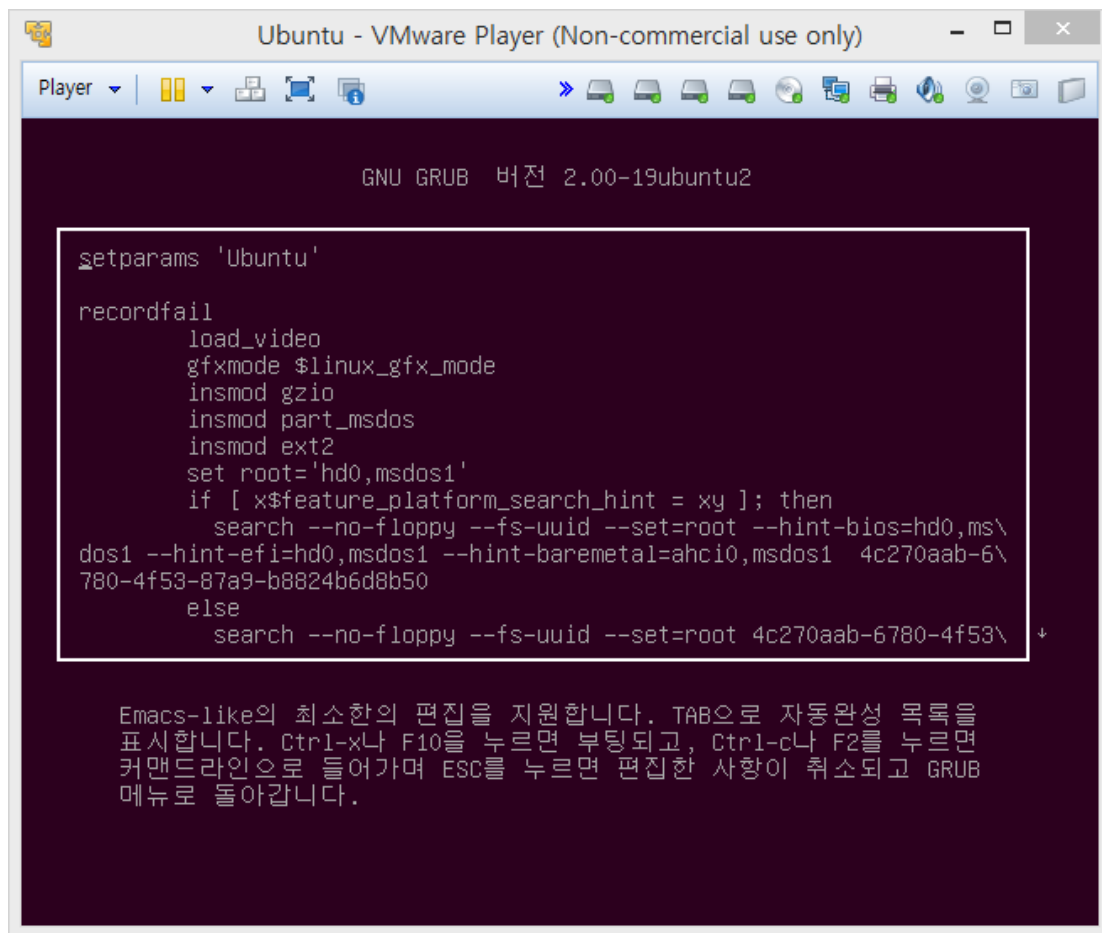 Ubuntu - VMware Player (Non-commercial use only)
Player
GNU GRUB 버전 2.00-19ubuntu2
setparams 'Ubuntu'
recordfail
load_video
gfxmode $linux_gfx_mode
insmod gzio
insmod part_msdos
insmod ext2
set root='hd0,msdos1'
if [ x$feature_platform_search_hint = xy ]; then
search --no-floppy --fs-uuid --set=root --hint-bios=hd0,ms\
dos1 --hint-efi=hd0,msdos1 --hint-baremetal=ahci0,msdos1 4c270aab-6\
780-4f53-87a9-b8824b6d8b50
else
search --no-floppy --fs-uuid --set=root 4c270aab-6780-4f53\
Emacs-like의 최소한의 편집을 지원합니다. TAB으로 자동완성 목록을
표시합니다. Ctrl-x나 F10을 누르면 부팅되고, Ctrl-c나 F2를 누르면
커맨드라인으로 들어가며 ESC를 누르면 편집한 사항이 취소되고 GRUB
메뉴로 돌아갑니다.